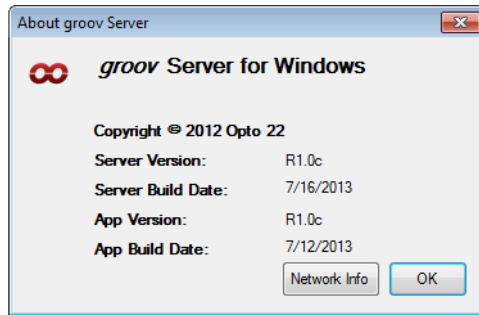 About groov Server
groov Server for Windows
Copyright © 2012 Opto 22
Server Version: R1.0c
Server Build Date: 7/16/2013
App Version: R1.0c
App Build Date: 7/12/2013
Network Info OK